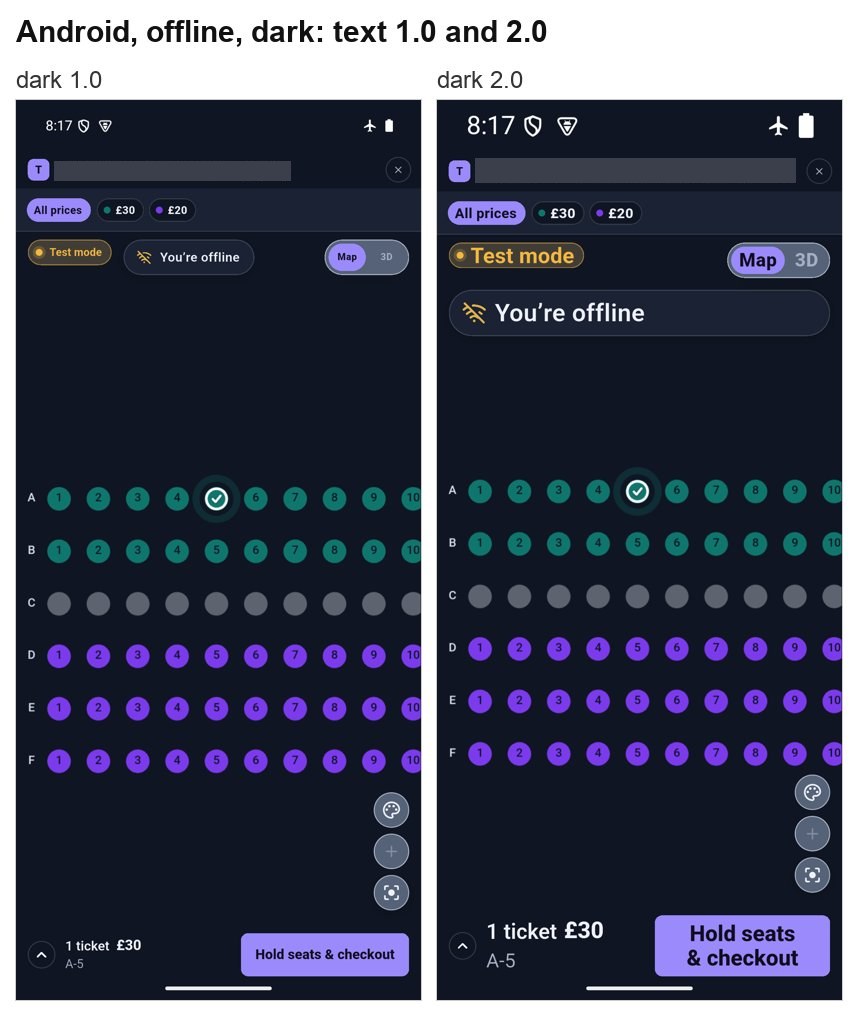 Android, offline, dark: text 1.0 and 2.0
dark 1.0
8:17
T
All prices £30 £20
Test mode You’re offline Map 3D
A 1 2 3 4 6 7 8 9 10
B 1 2 3 4 5 6 7 8 9 10
C
D 1 2 3 4 5 6 7 8 9 10
E 1 2 3 4 5 6 7 8 9 10
F 1 2 3 4 5 6 7 8 9 10
1 ticket £30
A-5
Hold seats & checkout
dark 2.0
8:17
T
All prices £30 £20
Test mode Map 3D
You’re offline
A 1 2 3 4 6 7 8 9 10
B 1 2 3 4 5 6 7 8 9 10
C
D 1 2 3 4 5 6 7 8 9 10
E 1 2 3 4 5 6 7 8 9 10
F 1 2 3 4 5 6 7 8 9 10
1 ticket £30
A-5
Hold seats
& checkout